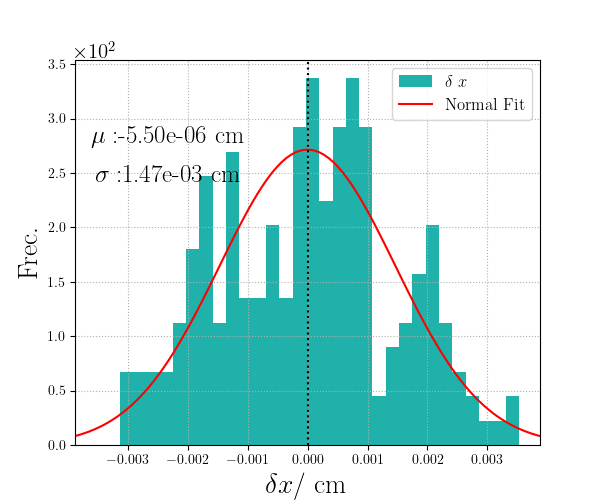 ×10²
3.5
3.0
2.5
2.0
1.5
1.0
0.5
0.0
Frec.
μ :-5.50e-06 cm
σ :1.47e-03 cm
δ x
Normal Fit
−0.003 −0.002 −0.001 0.000 0.001 0.002 0.003
δx/ cm